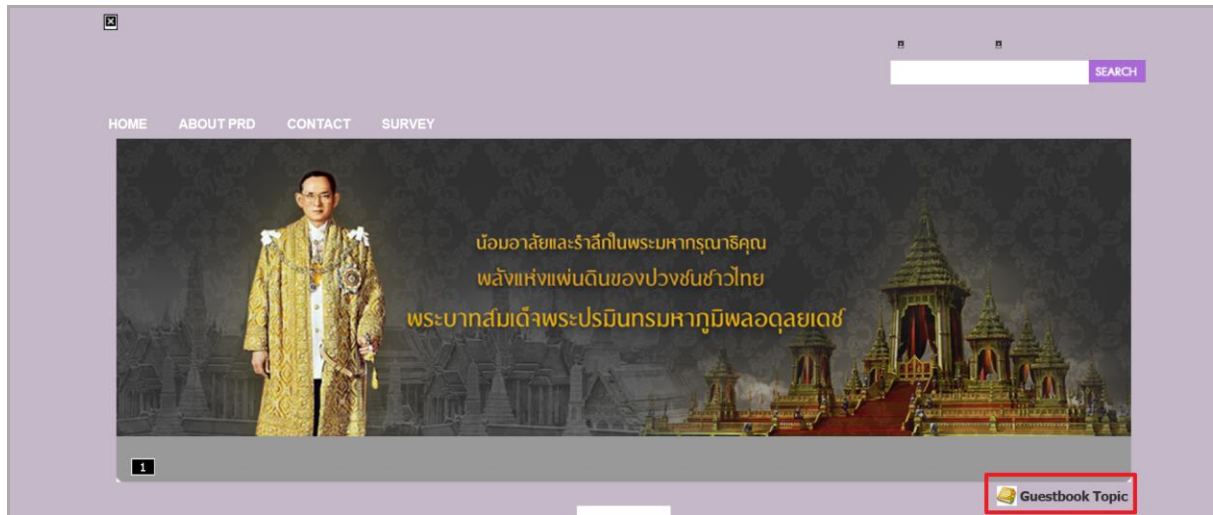 SEARCH
HOME ABOUT PRD CONTACT SURVEY
น้อมอาลัยและรำลึกในพระมหากรุณาธิคุณ
พลังแห่งแผ่นดินของปวงชนชาวไทย
พระบาทสมเด็จพระปรมินทรมหาภูมิพลอดุลยเดช
1
Guestbook Topic